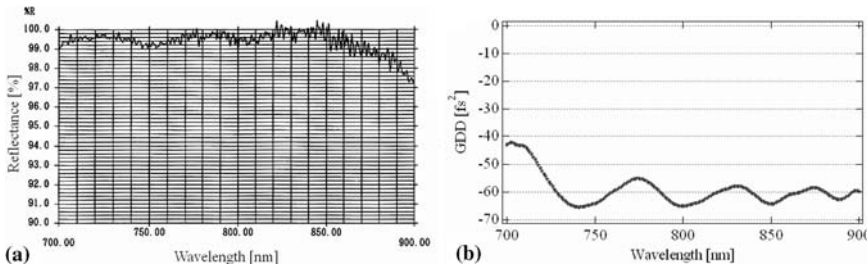 %R
100.0
99.0
98.0
97.0
96.0
95.0
94.0
93.0
92.0
91.0
90.0
Reflectance [%]
700.00 750.00 800.00 850.00 900.00
Wavelength [nm]
(a)
0
-10
-20
-30
-40
-50
-60
-70
GDD [fs²]
700 750 800 850 900
Wavelength [nm]
(b)